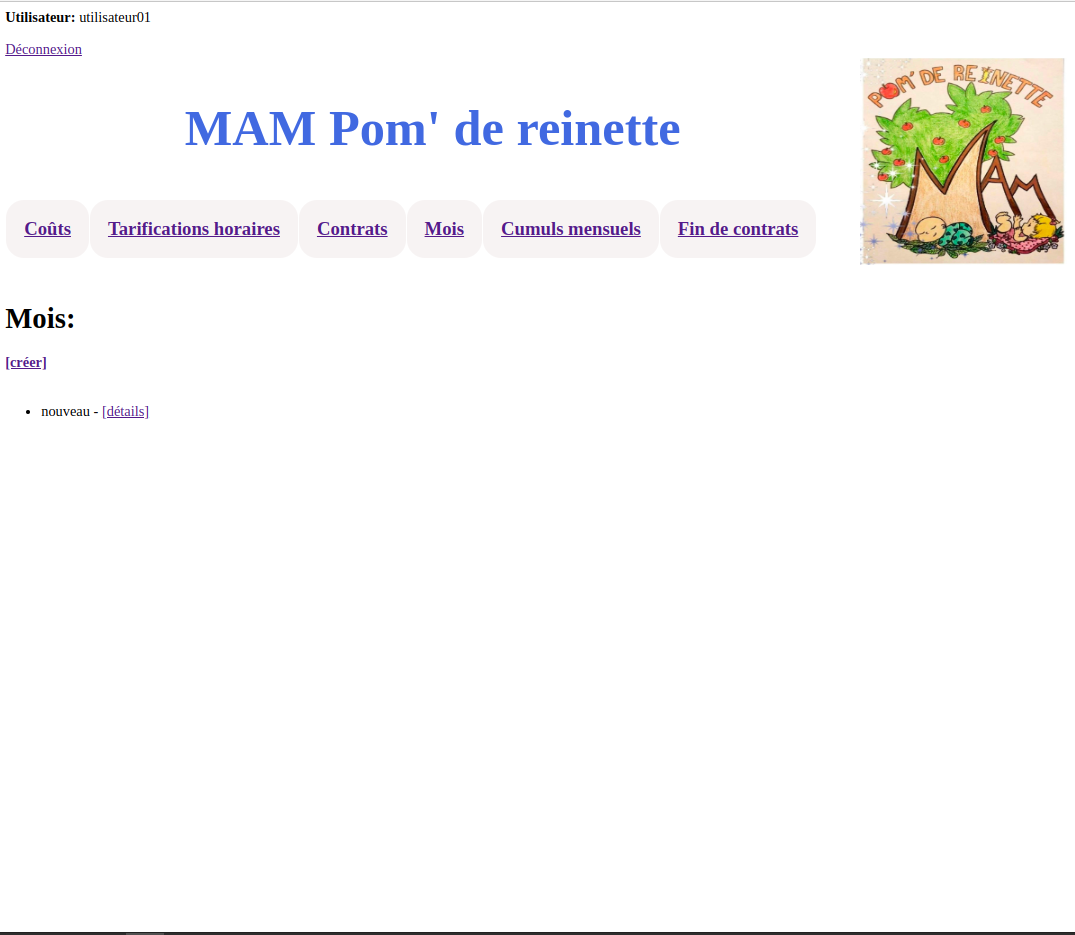 Utilisateur: utilisateur01
Déconnexion
POM' DE REINETTE
MAM Pom' de reinette
MAM
Coûts Tarifications horaires Contrats Mois Cumuls mensuels Fin de contrats
Mois:
[créer]
• nouveau - [détails]